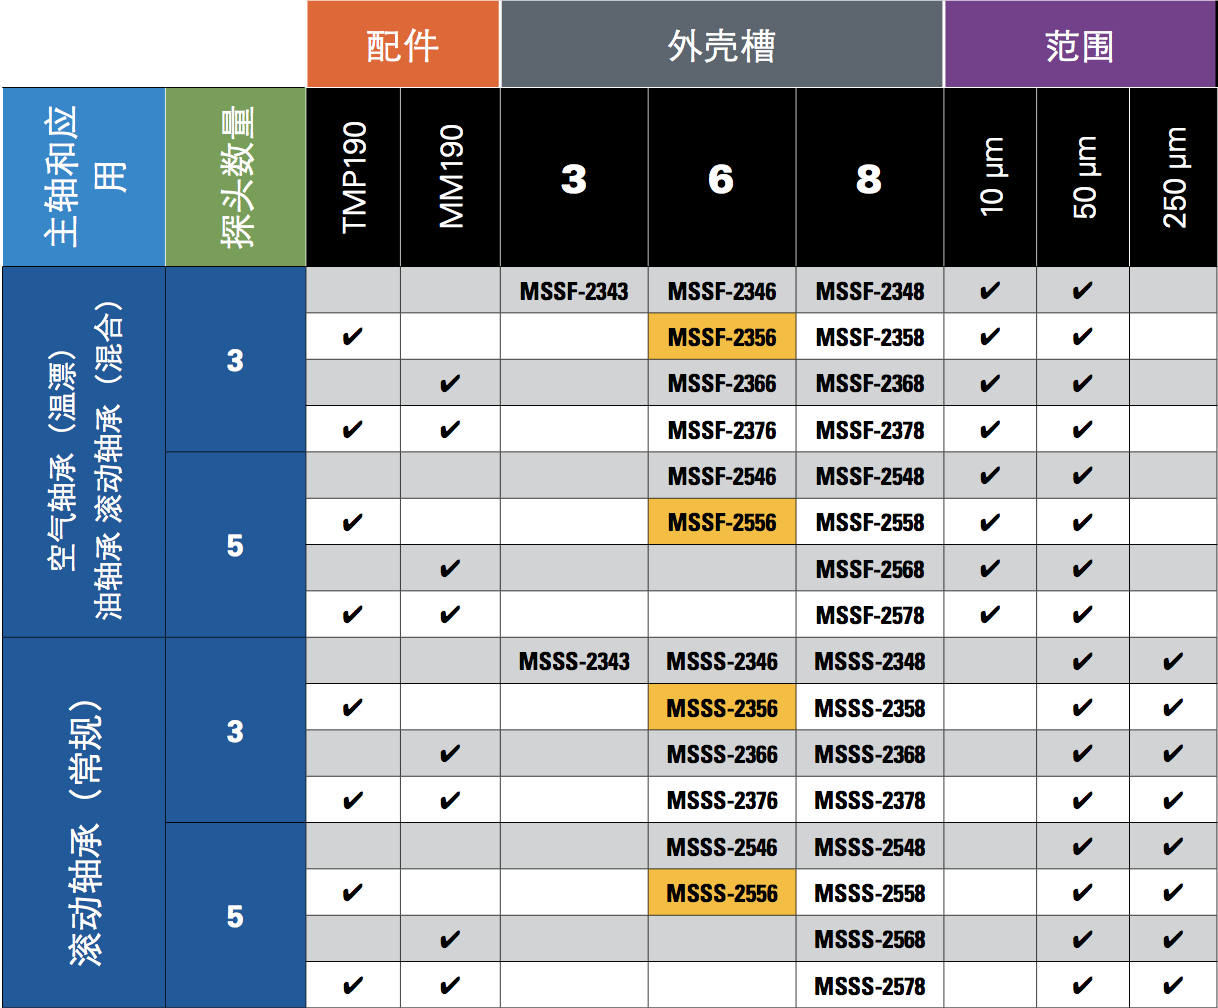 配件 外壳槽 范围
主轴和应用 探头数量 TMP190 MM190 3 6 8 10 µm 50 µm 250 µm
空气轴承（温漂）
油轴承 滚动轴承（混合）
3
MSSF-2343 MSSF-2346 MSSF-2348 ✔ ✔
✔ MSSF-2356 MSSF-2358 ✔ ✔
✔ MSSF-2366 MSSF-2368 ✔ ✔
✔ ✔ MSSF-2376 MSSF-2378 ✔ ✔
5
MSSF-2546 MSSF-2548 ✔ ✔
✔ MSSF-2556 MSSF-2558 ✔ ✔
✔ MSSF-2568 ✔ ✔
✔ ✔ MSSF-2578 ✔ ✔
滚动轴承（常规）
3
MSSS-2343 MSSS-2346 MSSS-2348 ✔ ✔
✔ MSSS-2356 MSSS-2358 ✔ ✔
✔ MSSS-2366 MSSS-2368 ✔ ✔
✔ ✔ MSSS-2376 MSSS-2378 ✔ ✔
5
MSSS-2546 MSSS-2548 ✔ ✔
✔ MSSS-2556 MSSS-2558 ✔ ✔
✔ MSSS-2568 ✔ ✔
✔ ✔ MSSS-2578 ✔ ✔